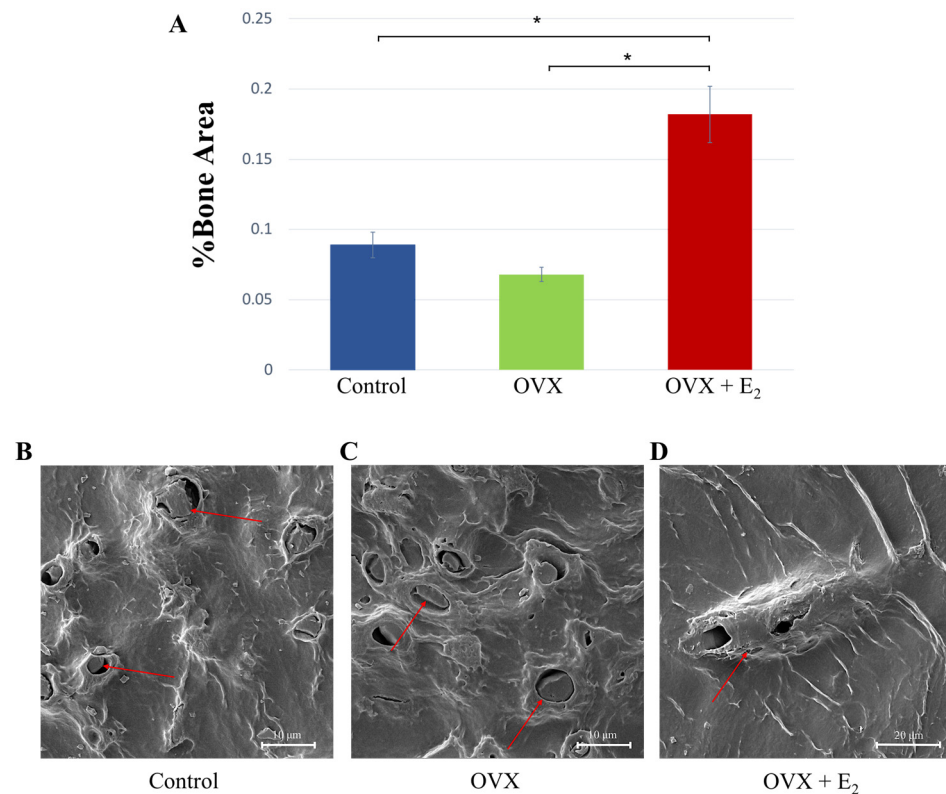 A
%Bone Area
0.25
0.2
0.15
0.1
0.05
0
*
*
Control
OVX
OVX + E₂
B
C
D
10 μm
10 μm
20 μm
Control
OVX
OVX + E₂